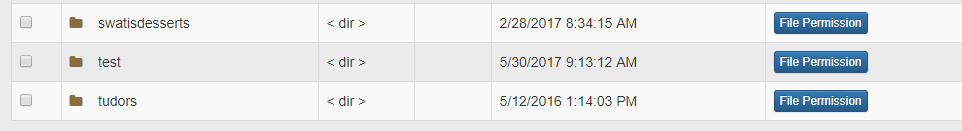 swatisdesserts < dir > 2/28/2017 8:34:15 AM File Permission
test < dir > 5/30/2017 9:13:12 AM File Permission
tudors < dir > 5/12/2016 1:14:03 PM File Permission